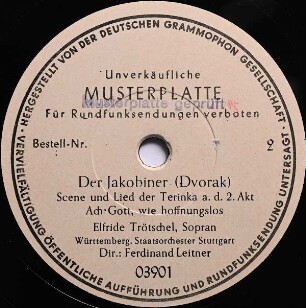 HERGESTELLT VON DER DEUTSCHEN GRAMMOPHON GESELLSCHAFT
Unverkäufliche
MUSTERPLATTE
Musterplatte geprüft
Für Rundfunksendungen verboten
Bestell-Nr.
2
Der Jakobiner (Dvorak)
Scene und Lied der Terinka a. d. 2. Akt
Ach Gott, wie hoffnungslos
Elfride Trötschel, Sopran
Württemberg. Staatsorchester Stuttgart
Dir.: Ferdinand Leitner
03901
VERVIELFÄLTIGUNG ÖFFENTLICHE AUFFÜHRUNG UND RUNDFUNKSENDUNG UNTERSAGT